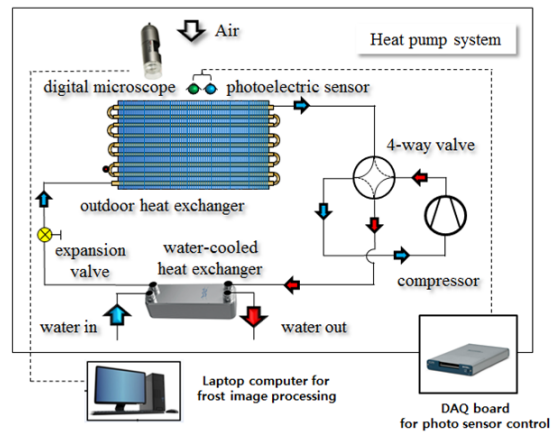 Air
Heat pump system
digital microscope
photoelectric sensor
4-way valve
outdoor heat exchanger
expansion
valve
water-cooled
heat exchanger
compressor
water in
water out
Laptop computer for
frost image processing
DAQ board
for photo sensor control